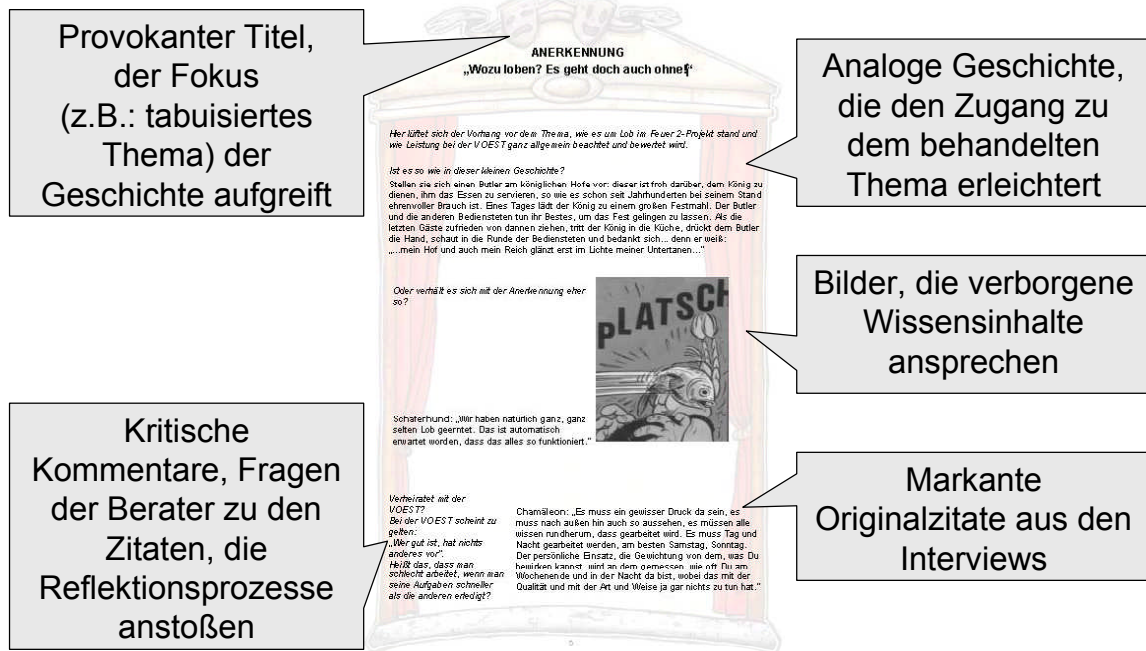 Provokanter Titel,
der Fokus
(z.B.: tabuisiertes
Thema) der
Geschichte aufgreift
Kritische
Kommentare, Fragen
der Berater zu den
Zitaten, die
Reflektionsprozesse
anstoßen
ANERKENNUNG
„Wozu loben? Es geht doch auch ohne!“
Hier lüftet sich der Vorhang vor dem Thema, wie es um Lob im Feuer 2-Projekt stand und
wie Leistung bei der VOEST ganz allgemein beachtet und bewertet wird.
Ist es so wie in dieser kleinen Geschichte?
Stellen sie sich einen Butler am königlichen Hofe vor: dieser ist froh darüber, dem König zu
dienen, ihm das Essen zu servieren, so wie es schon seit Jahrhunderten bei seinem Stand
ehrenvoller Brauch ist. Eines Tages lädt der König zu einem großen Festmahl. Der Butler
und die anderen Bediensteten tun ihr Bestes, um das Fest gelingen zu lassen. Als die
letzten Gäste zufrieden von dannen ziehen, tritt der König in die Küche, drückt dem Butler
die Hand, schaut in die Runde der Bediensteten und bedankt sich... denn er weiß:
„...mein Hof und auch mein Reich glänzt erst im Lichte meiner Untertanen...“
Oder verhält es sich mit der Anerkennung eher
so?
PLATSCH
Schäferhund: „Wir haben natürlich ganz, ganz
selten Lob geerntet. Das ist automatisch
erwartet worden, dass das alles so funktioniert.“
Verheiratet mit der
VOEST?
Bei der VOEST scheint zu
gelten:
„Wer gut ist, hat nichts
anderes vor“.
Heißt das, dass man
schlecht arbeitet, wenn man
seine Aufgaben schneller
als die anderen erledigt?
Chamäleon: „Es muss ein gewisser Druck da sein, es
muss nach außen hin auch so aussehen, es müssen alle
wissen rundherum, dass gearbeitet wird. Es muss Tag und
Nacht gearbeitet werden, am besten Samstag, Sonntag.
Der persönliche Einsatz, die Gewichtung von dem, was Du
bewirken kannst, wird an dem gemessen, wie oft Du am
Wochenende und in der Nacht da bist, wobei das mit der
Qualität und mit der Art und Weise ja gar nichts zu tun hat.“
5
Analoge Geschichte,
die den Zugang zu
dem behandelten
Thema erleichtert
Bilder, die verborgene
Wissensinhalte
ansprechen
Markante
Originalzitate aus den
Interviews